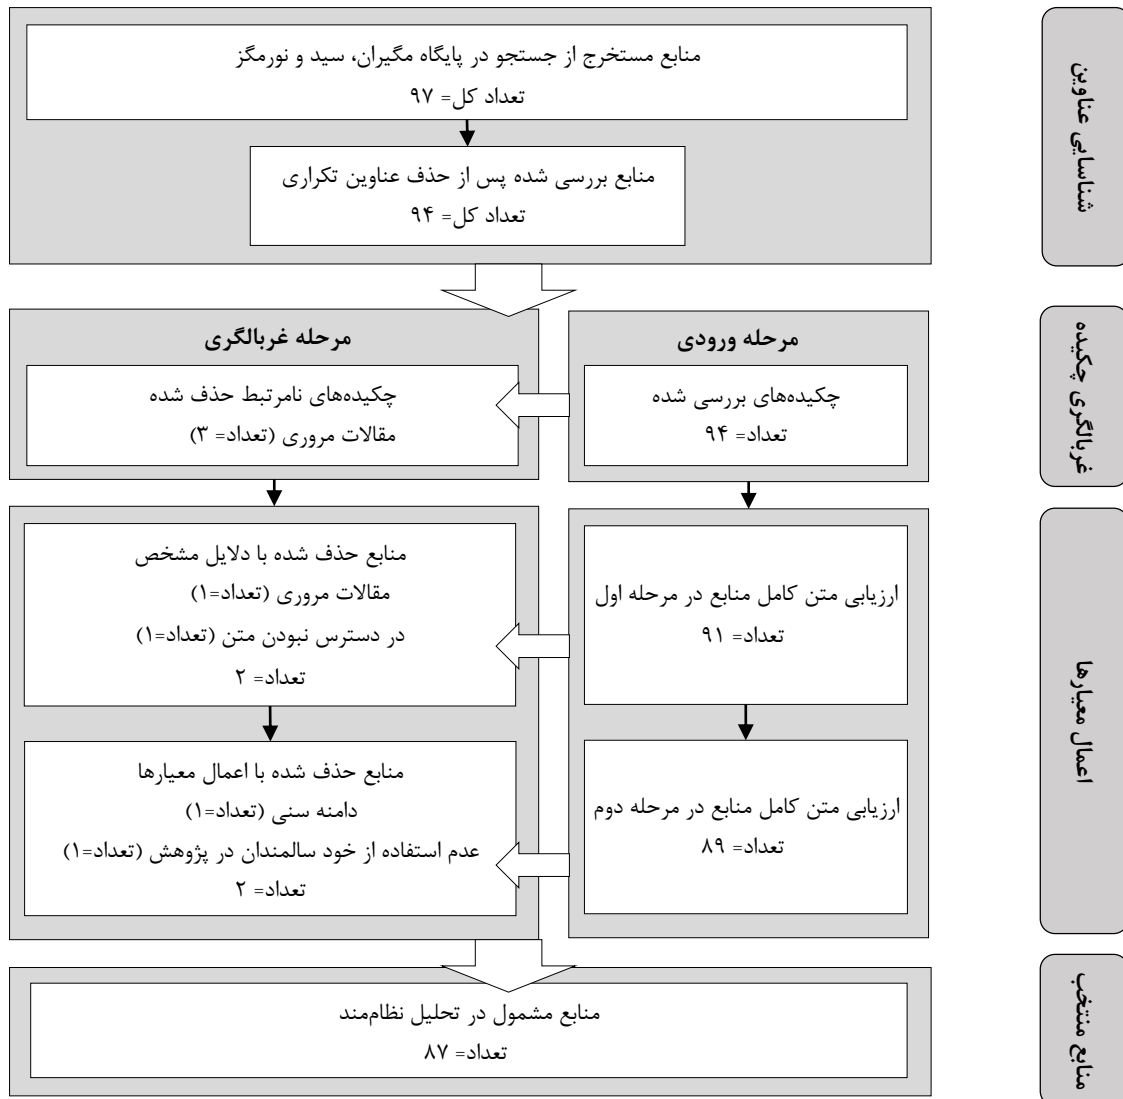 شناسایی عناوین
منابع مستخرج از جستجو در پایگاه مگیران، سید و نورمگز
تعداد کل= ۹۷
منابع بررسی شده پس از حذف عناوین تکراری
تعداد کل= ۹۴
غربالگری چکیده
مرحله ورودی
چکیده‌های بررسی شده
تعداد= ۹۴
مرحله غربالگری
چکیده‌های نامرتبط حذف شده
مقالات مروری (تعداد= ۳)
اعمال معیارها
ارزیابی متن کامل منابع در مرحله اول
تعداد= ۹۱
منابع حذف شده با دلایل مشخص
مقالات مروری (تعداد=۱)
در دسترس نبودن متن (تعداد=۱)
تعداد= ۲
ارزیابی متن کامل منابع در مرحله دوم
تعداد= ۸۹
منابع حذف شده با اعمال معیارها
دامنه سنی (تعداد=۱)
عدم استفاده از خود سالمندان در پژوهش (تعداد=۱)
تعداد= ۲
منابع منتخب
منابع مشمول در تحلیل نظام‌مند
تعداد= ۸۷